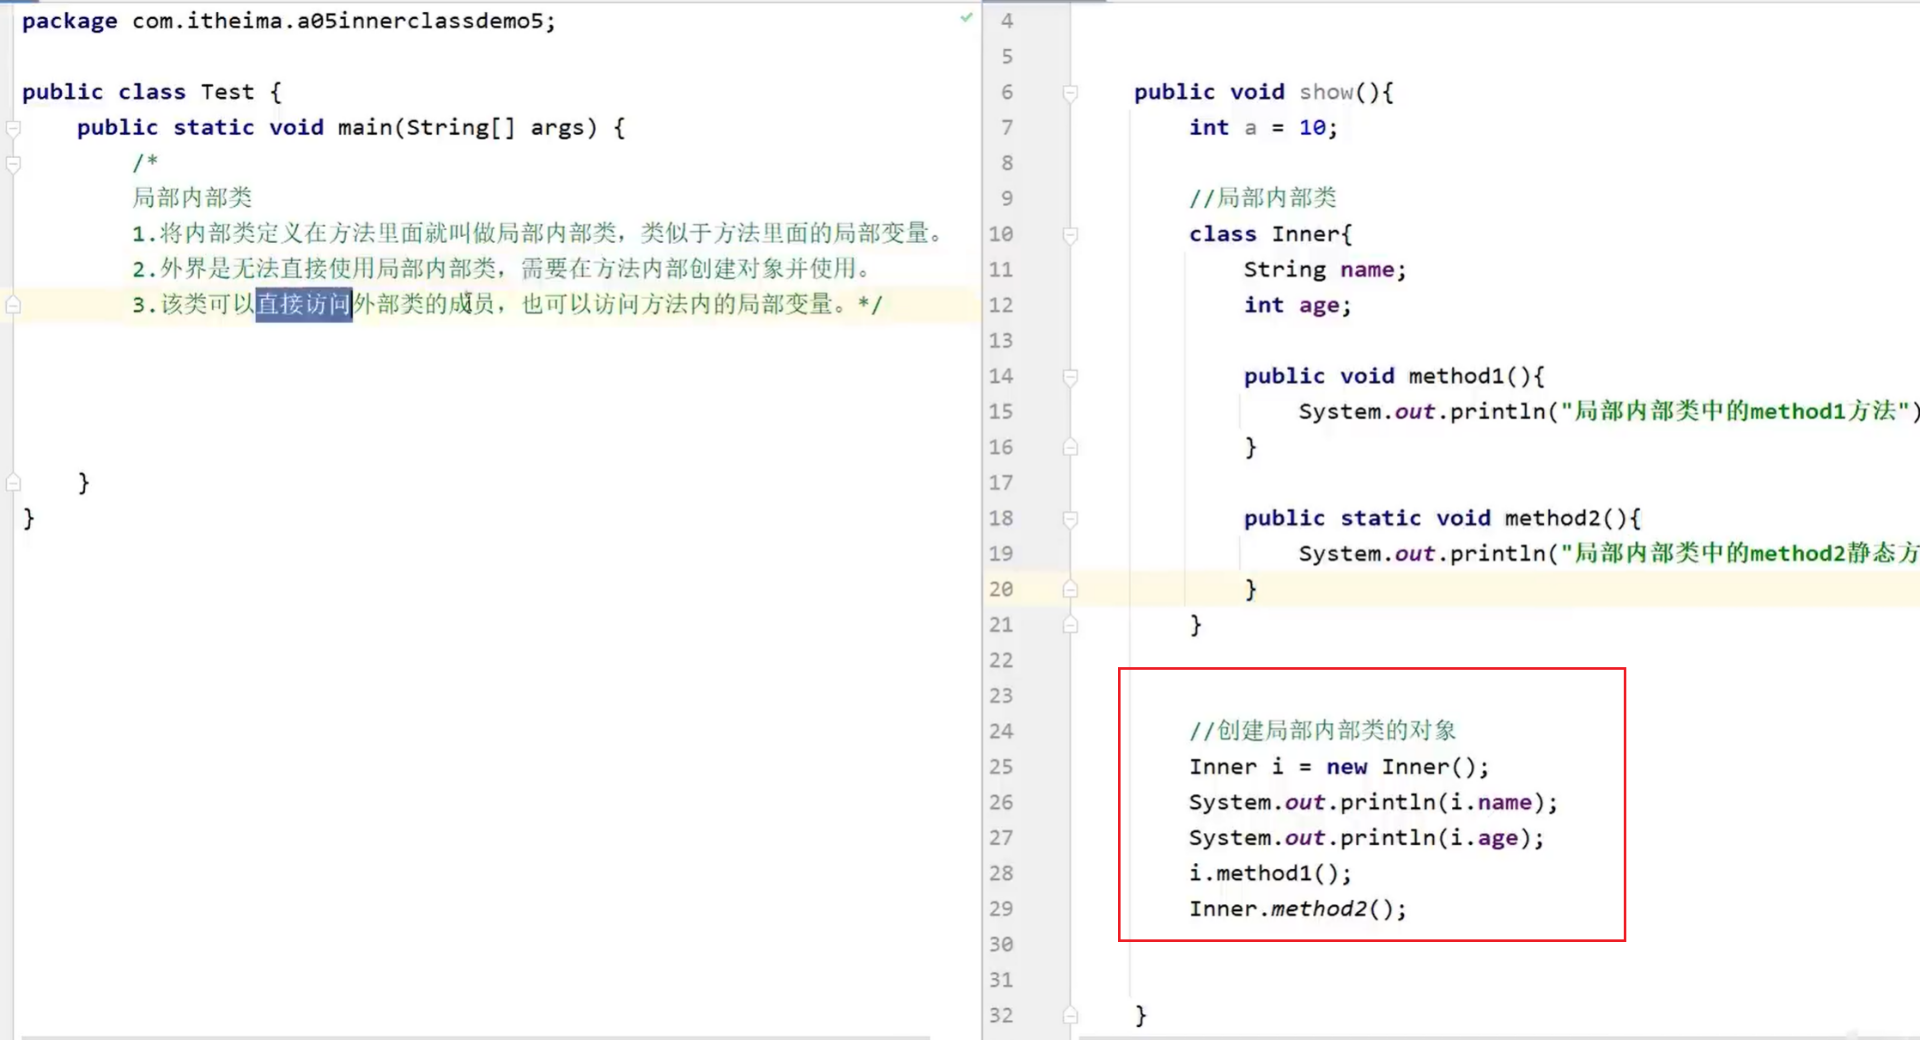 package com.itheima.a05innerclassdemo5;
public class Test {
public static void main(String[] args) {
/*
局部内部类
1.将内部类定义在方法里面就叫做局部内部类，类似于方法里面的局部变量。
2.外界是无法直接使用局部内部类，需要在方法内部创建对象并使用。
3.该类可以直接访问外部类的成员，也可以访问方法内的局部变量。*/
}
}
4
5
6 public void show(){
7 int a = 10;
8
9 //局部内部类
10 class Inner{
11 String name;
12 int age;
13
14 public void method1(){
15 System.out.println("局部内部类中的method1方法")
16 }
17
18 public static void method2(){
19 System.out.println("局部内部类中的method2静态方
20 }
21 }
22
23
24 //创建局部内部类的对象
25 Inner i = new Inner();
26 System.out.println(i.name);
27 System.out.println(i.age);
28 i.method1();
29 Inner.method2();
30
31
32 }